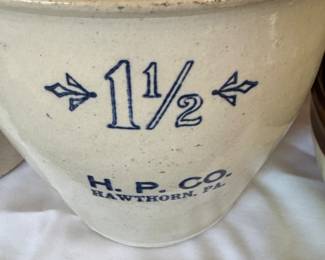 1½
H. P. CO.
HAWTHORN, PA.